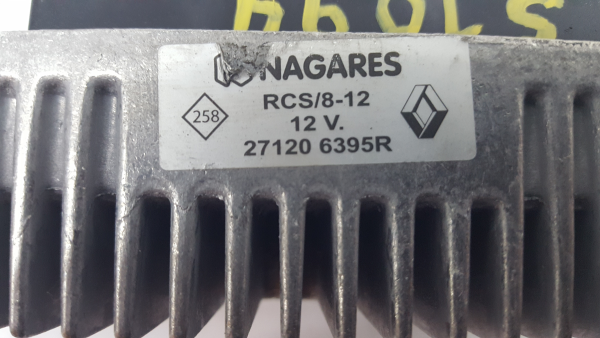 NAGARES
RCS/8-12
258
12 V.
27120 6395R